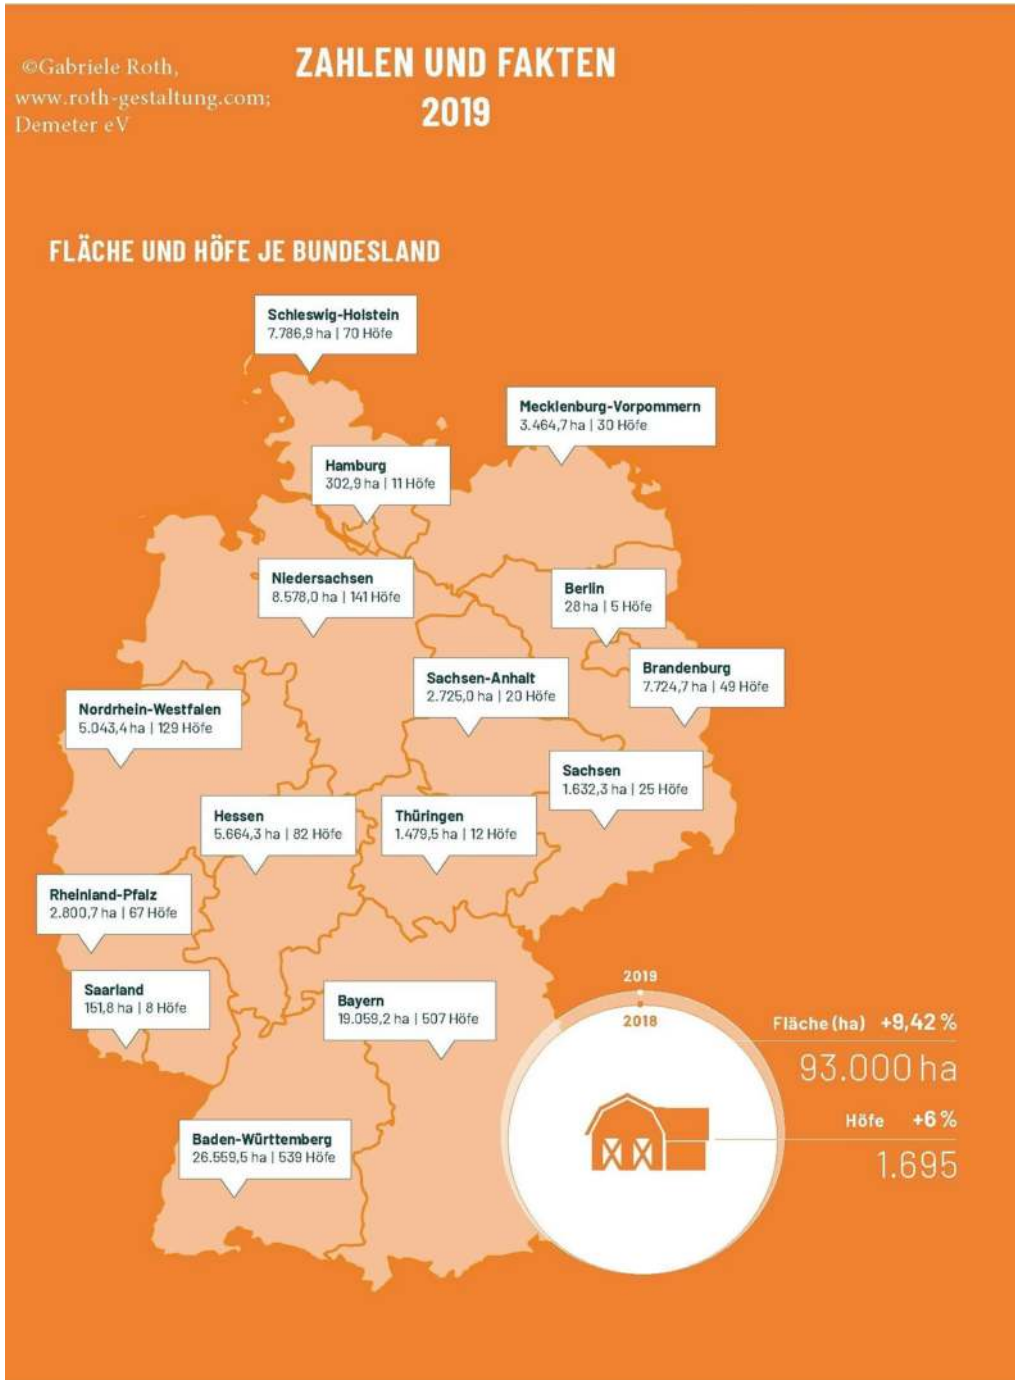 ©Gabriele Roth,
www.roth-gestaltung.com;
Demeter eV
ZAHLEN UND FAKTEN
2019
FLÄCHE UND HÖFE JE BUNDESLAND
Schleswig-Holstein
7.786,9 ha | 70 Höfe
Mecklenburg-Vorpommern
3.464,7 ha | 30 Höfe
Hamburg
302,9 ha | 11 Höfe
Niedersachsen
8.578,0 ha | 141 Höfe
Berlin
28 ha | 5 Höfe
Brandenburg
7.724,7 ha | 49 Höfe
Sachsen-Anhalt
2.725,0 ha | 20 Höfe
Nordrhein-Westfalen
5.043,4 ha | 129 Höfe
Sachsen
1.632,3 ha | 25 Höfe
Hessen
5.664,3 ha | 82 Höfe
Thüringen
1.479,5 ha | 12 Höfe
Rheinland-Pfalz
2.800,7 ha | 67 Höfe
Saarland
151,8 ha | 8 Höfe
Bayern
19.059,2 ha | 507 Höfe
Baden-Württemberg
26.559,5 ha | 539 Höfe
2019
2018
Fläche (ha) +9,42 %
93.000 ha
Höfe +6 %
1.695